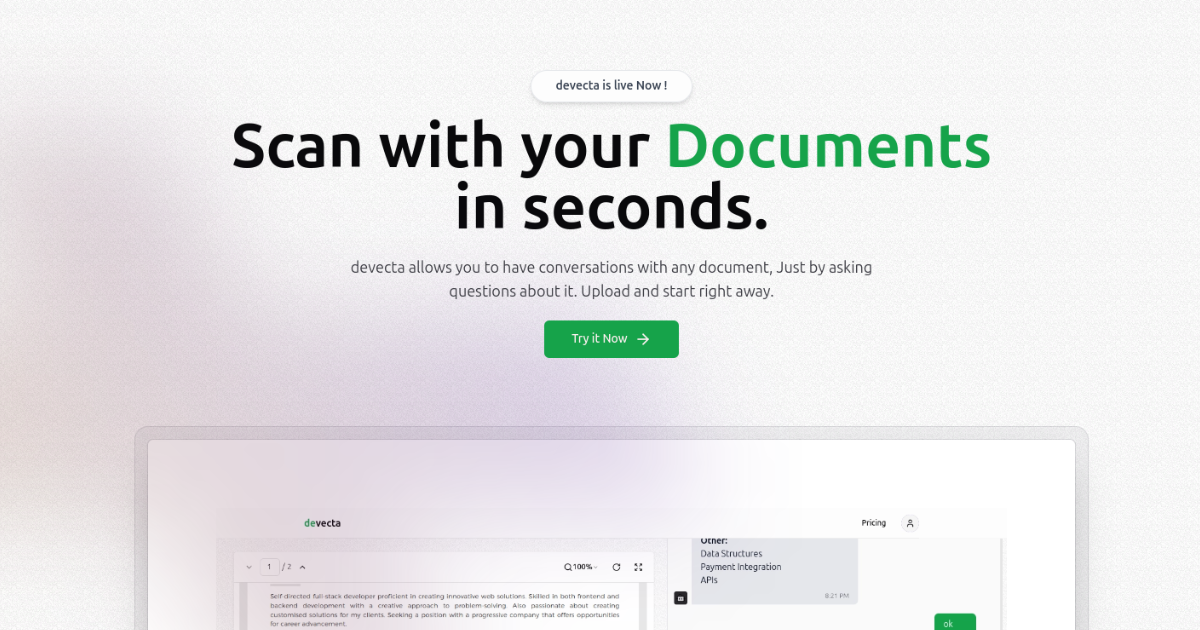 devecta is live Now !
Scan with your Documents
in seconds.
devecta allows you to have conversations with any document, Just by asking
questions about it. Upload and start right away.
Try it Now
devecta
Pricing
1 / 2
100%
Self directed full-stack developer proficient in creating innovative web solutions. Skilled in both frontend and
backend development with a creative approach to problem-solving. Also passionate about creating
customised solutions for my clients. Seeking a position with a progressive company that offers opportunities
for career advancement.
Other:
Data Structures
Payment Integration
APIs
8:21 PM
ok